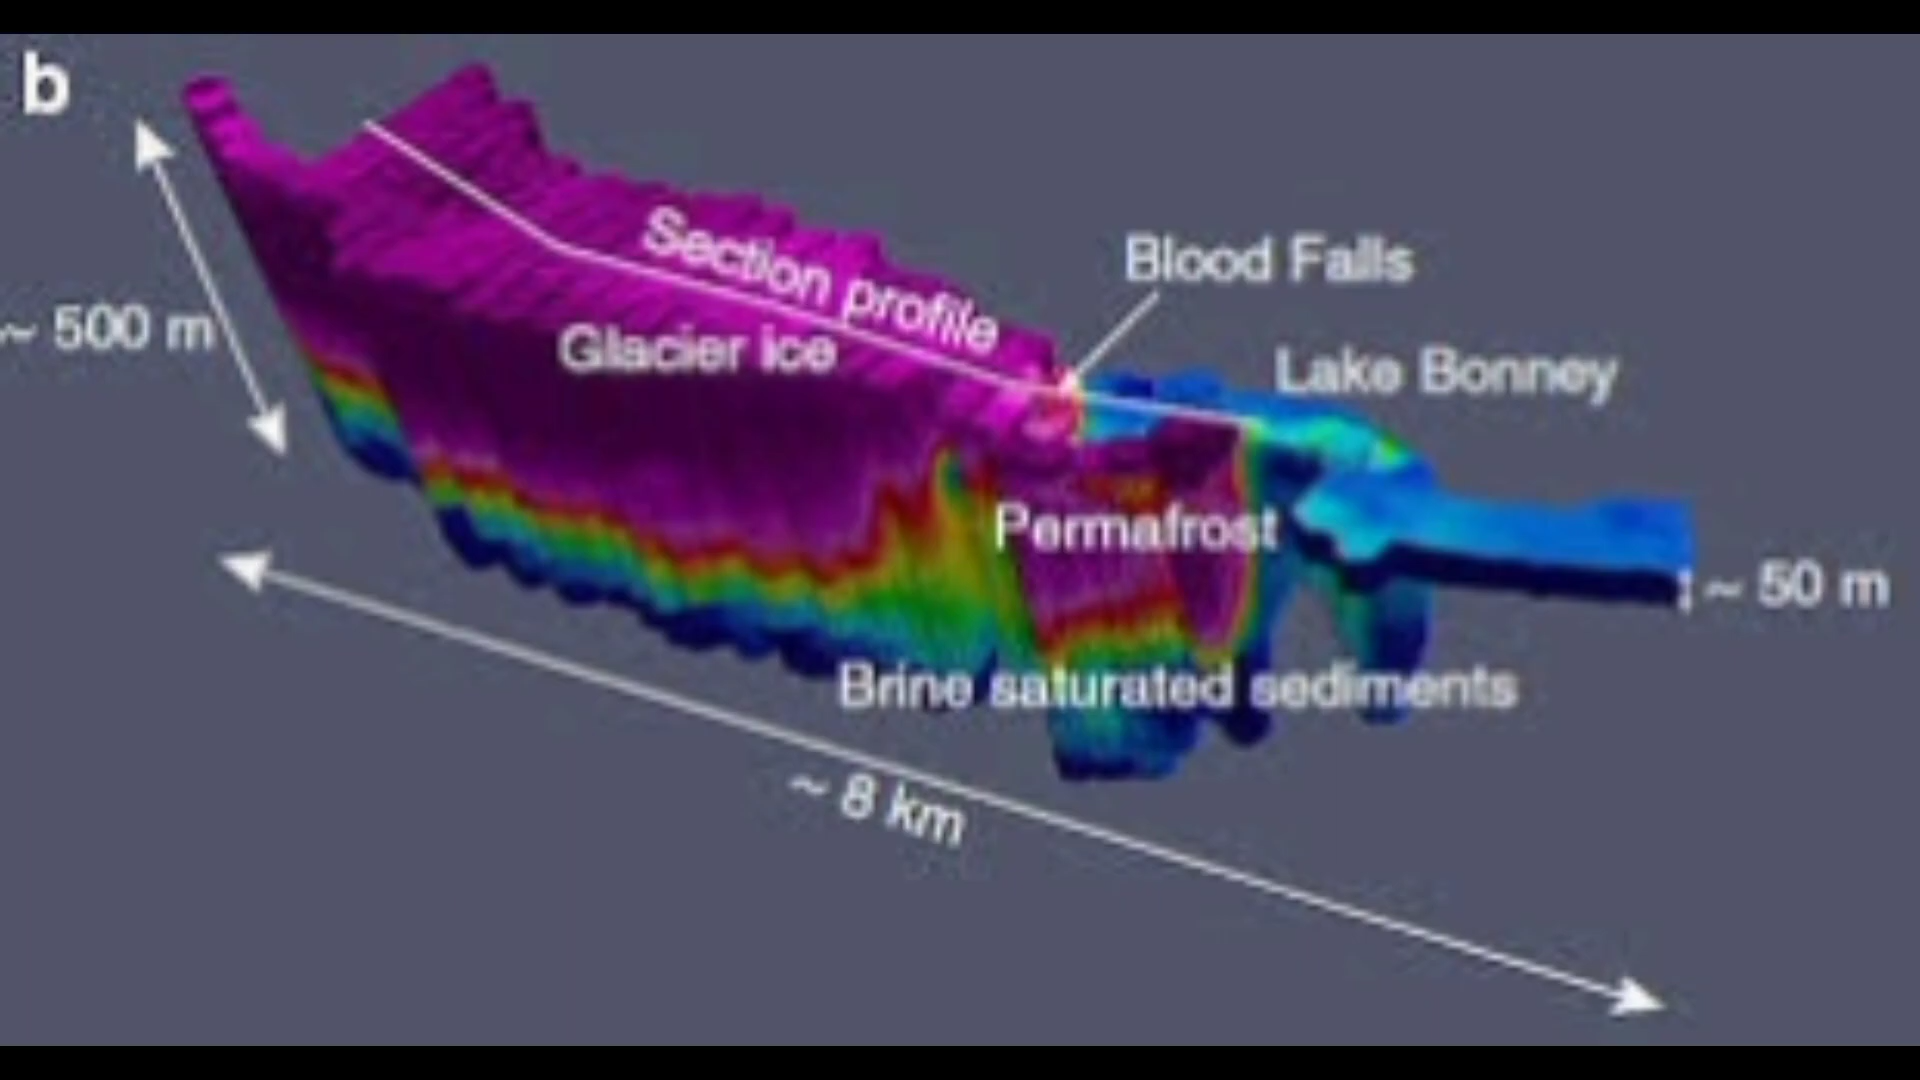 b
Section profile
Blood Falls
~ 500 m
Glacier ice
Lake Bonney
Permafrost
~ 50 m
Brine saturated sediments
~ 8 km